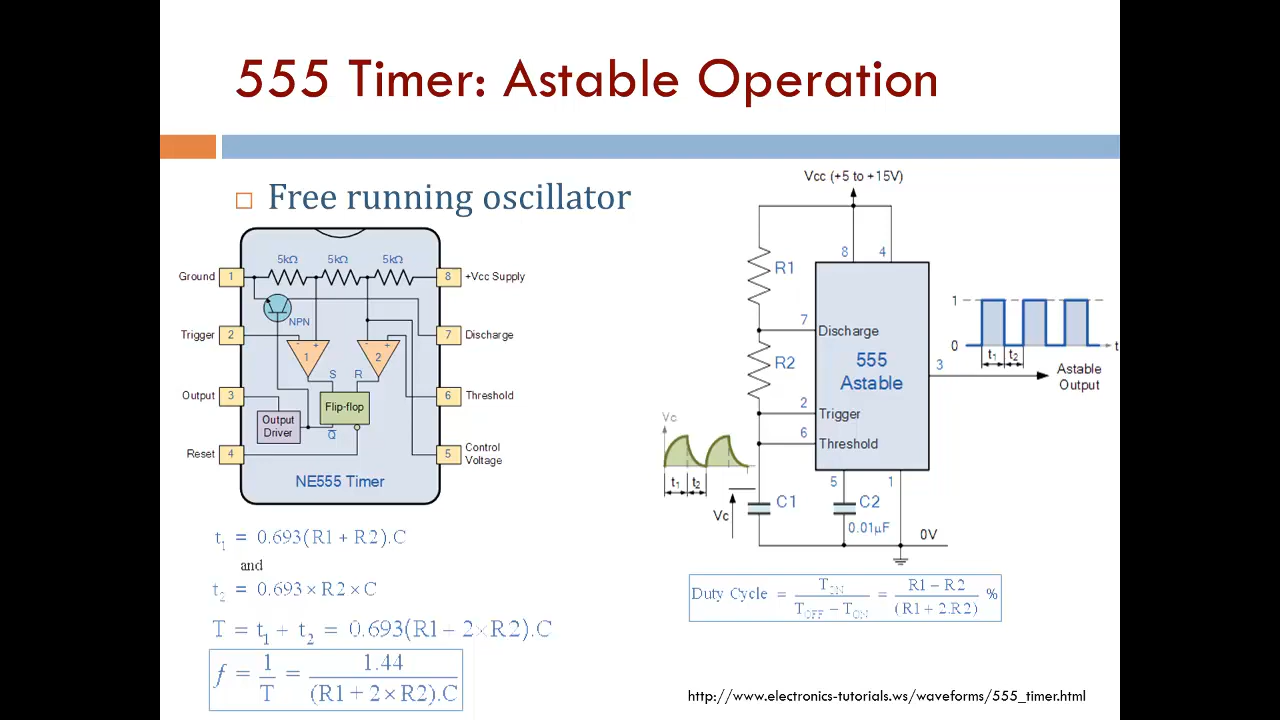 555 Timer: Astable Operation
Free running oscillator
5kΩ 5kΩ 5kΩ
Ground 1
8 +Vcc Supply
NPN
Trigger 2
7 Discharge
- + - +
1 2
S R
Output 3
Flip-flop
6 Threshold
Output
Driver
Q
Reset 4
5 Control
Voltage
NE555 Timer
t1 = 0.693(R1 + R2).C
and
t2 = 0.693 × R2 × C
T = t1 + t2 = 0.693(R1 + 2×R2).C
f = 1/T = 1.44/(R1 + 2 × R2).C
Vcc (+5 to +15V)
8 4
R1
7 Discharge
R2
555
Astable
2 Trigger
6 Threshold
3
1
0
t1 t2
t
Astable
Output
Vc
t1 t2
Vc
C1
5 1
C2
0.01µF
0V
Duty Cycle = TON/(TOFF − TON) = (R1 − R2)/(R1 + 2.R2) %
http://www.electronics-tutorials.ws/waveforms/555_timer.html